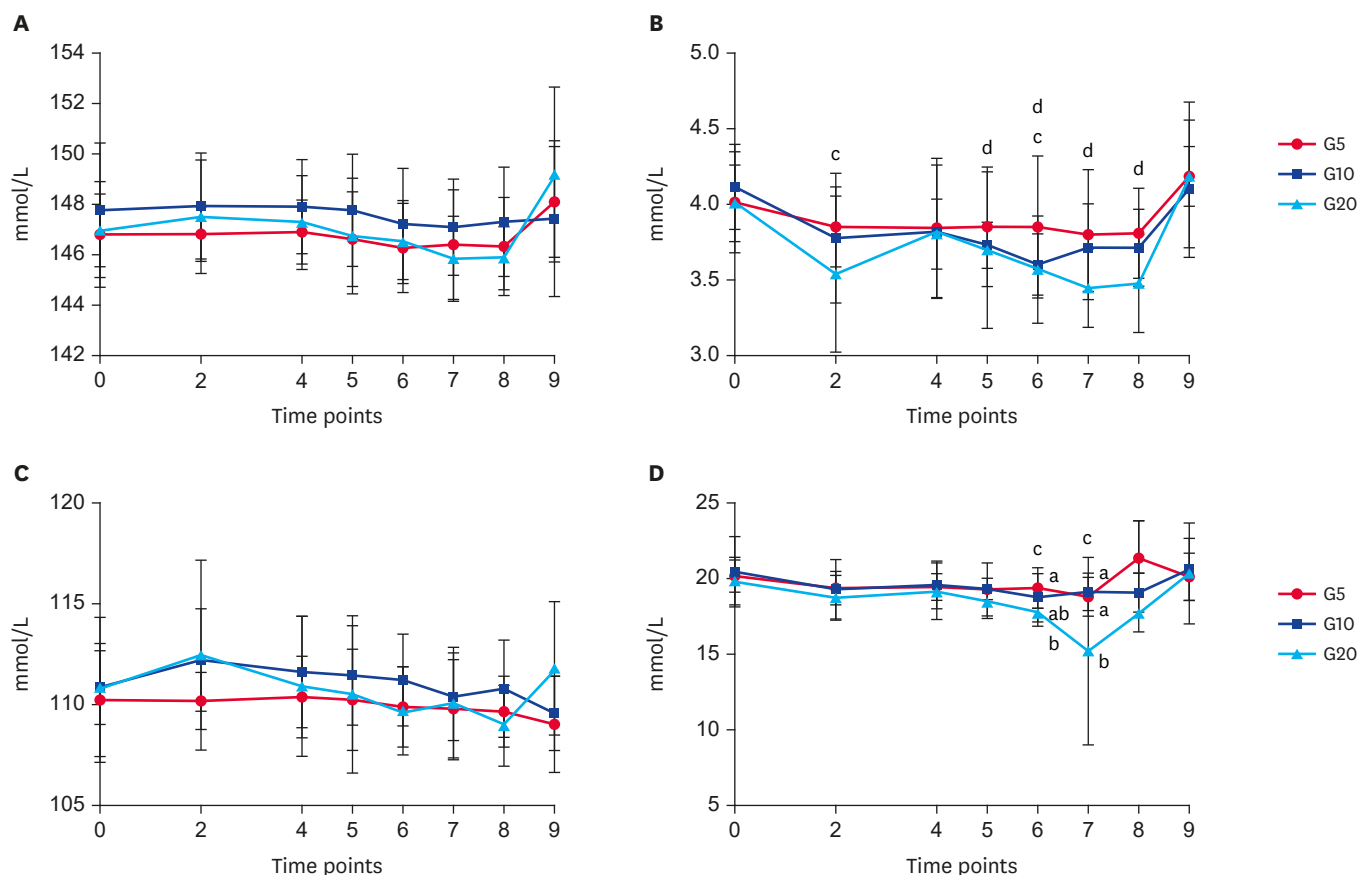 A
154
152
150
148
146
144
142
mmol/L
0 2 4 5 6 7 8 9
Time points
B
5.0
4.5
4.0
3.5
3.0
mmol/L
c d d c d d
0 2 4 5 6 7 8 9
Time points
G5
G10
G20
C
120
115
110
105
mmol/L
0 2 4 5 6 7 8 9
Time points
D
25
20
15
10
5
mmol/L
c c
a a
ab a
b b
0 2 4 5 6 7 8 9
Time points
G5
G10
G20